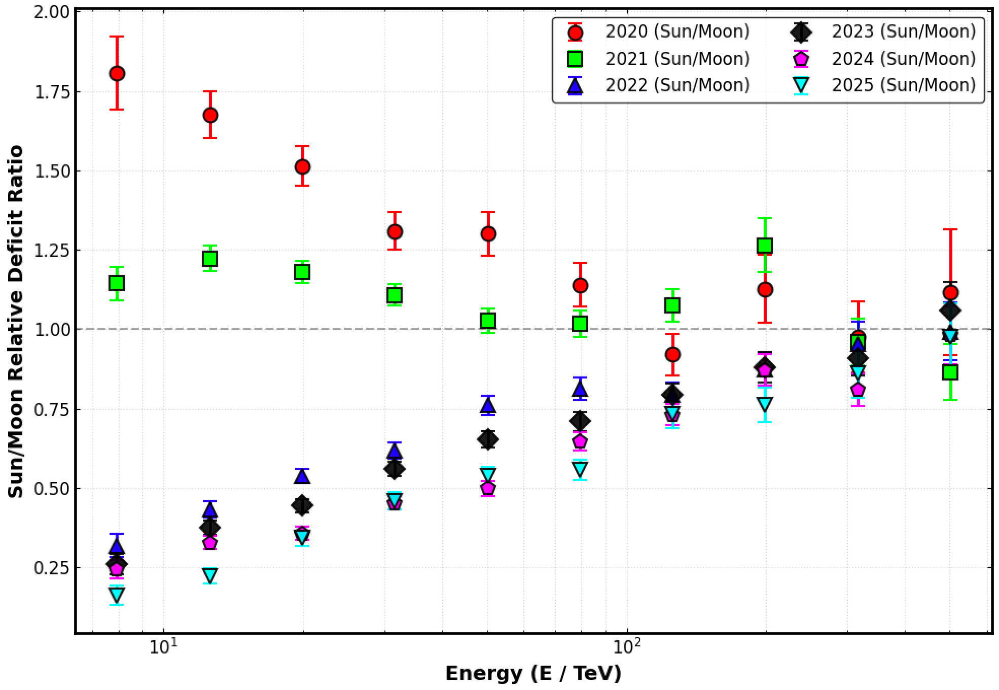 2.00
1.75
1.50
1.25
1.00
0.75
0.50
0.25
Sun/Moon Relative Deficit Ratio
2020 (Sun/Moon)
2021 (Sun/Moon)
2022 (Sun/Moon)
2023 (Sun/Moon)
2024 (Sun/Moon)
2025 (Sun/Moon)
10¹
10²
Energy (E / TeV)